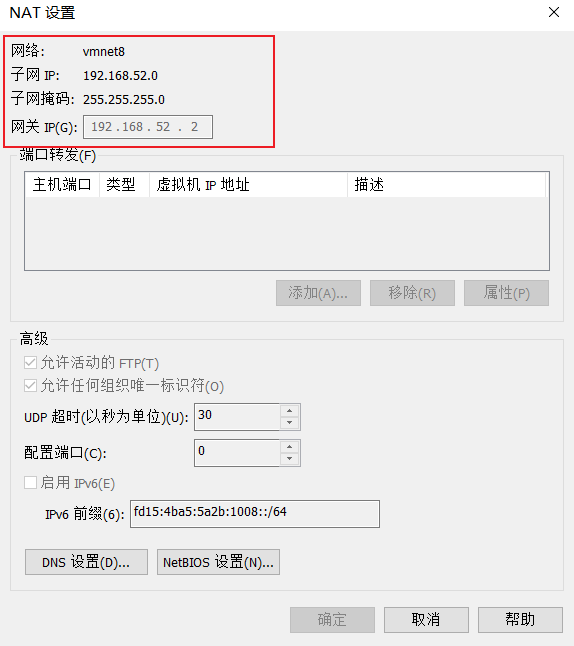 NAT 设置
网络: vmnet8
子网 IP: 192.168.52.0
子网掩码: 255.255.255.0
网关 IP(G): 192 . 168 . 52 . 2
端口转发(F)
主机端口 类型 虚拟机 IP 地址 描述
添加(A)... 移除(R) 属性(P)
高级
允许活动的 FTP(T)
允许任何组织唯一标识符(O)
UDP 超时(以秒为单位)(U): 30
配置端口(C): 0
启用 IPv6(E)
IPv6 前缀(6): fd15:4ba5:5a2b:1008::/64
DNS 设置(D)... NetBIOS 设置(N)...
确定 取消 帮助